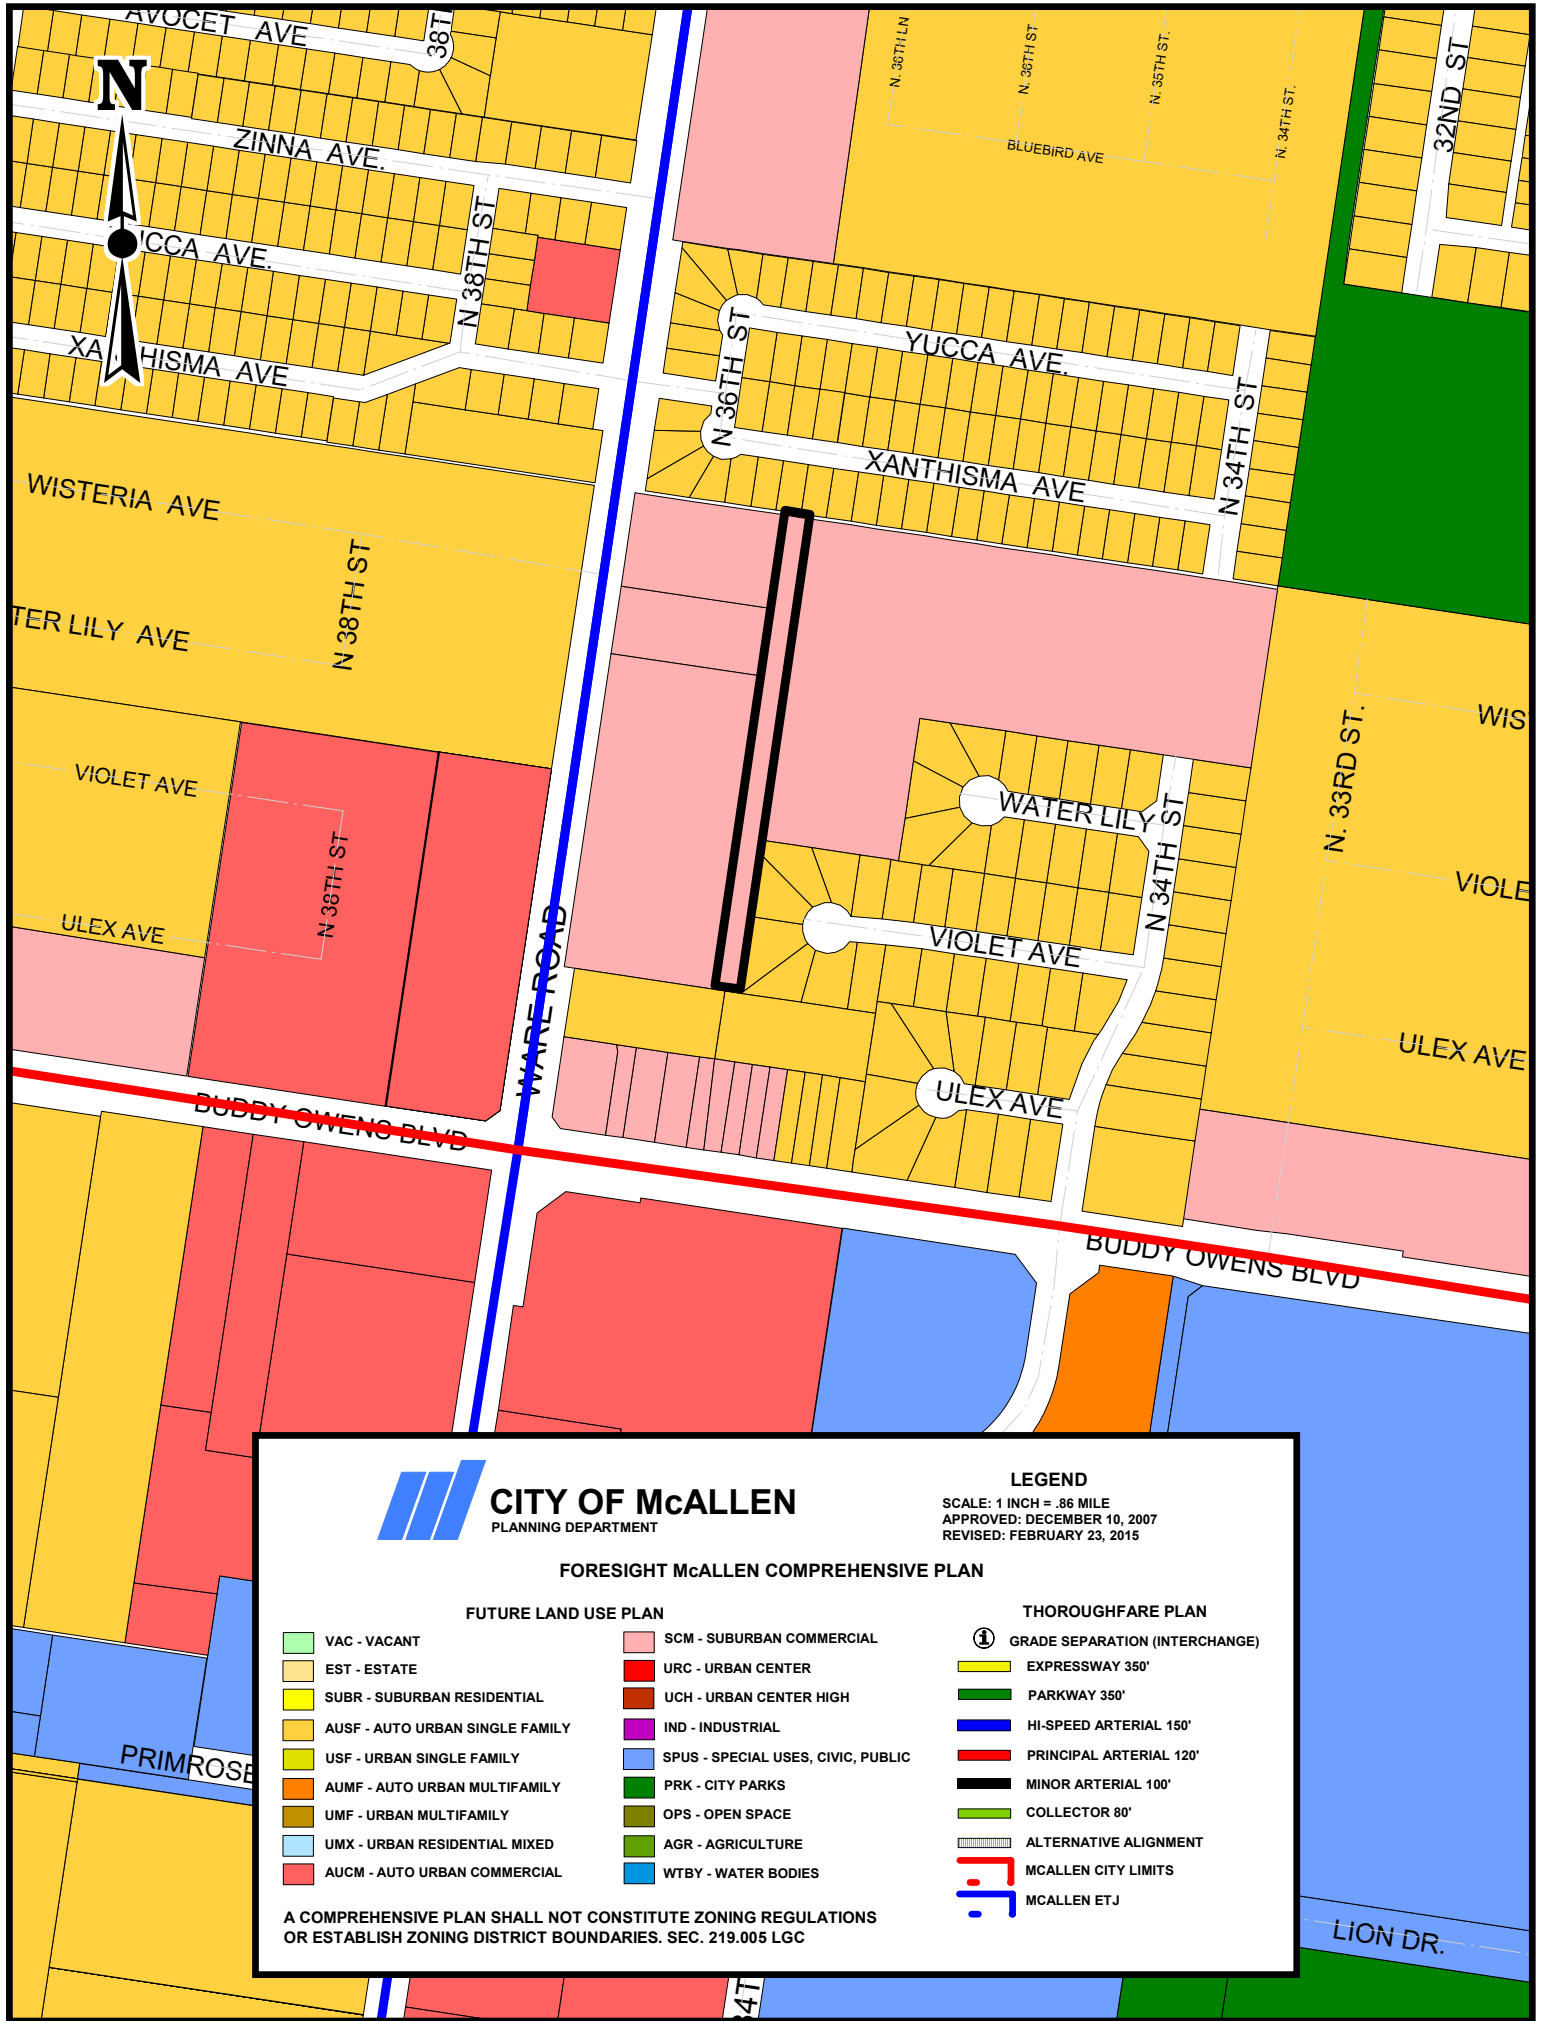 AVOCET AVE
38T
N. 36TH LN
N. 36TH ST
N. 35TH ST.
N. 34TH ST.
32ND ST
N
ZINNA AVE.
BLUEBIRD AVE
N 38TH ST
UCCA AVE.
XA HISMA AVE
N 36TH ST
YUCCA AVE.
N 34TH ST
XANTHISMA AVE
WISTERIA AVE
N 38TH ST
TER LILY AVE
WIS
N. 33RD ST.
VIOLET AVE
N 38TH ST
WATER LILY
N 34TH ST
VIOLE
ULEX AVE
WARE ROAD
VIOLET AVE
ULEX AVE
ULEX AVE
BUDDY OWENS BLVD
BUDDY OWENS BLVD
CITY OF McALLEN
PLANNING DEPARTMENT
LEGEND
SCALE: 1 INCH = .86 MILE
APPROVED: DECEMBER 10, 2007
REVISED: FEBRUARY 23, 2015
FORESIGHT McALLEN COMPREHENSIVE PLAN
FUTURE LAND USE PLAN
VAC - VACANT
EST - ESTATE
SUBR - SUBURBAN RESIDENTIAL
AUSF - AUTO URBAN SINGLE FAMILY
USF - URBAN SINGLE FAMILY
AUMF - AUTO URBAN MULTIFAMILY
UMF - URBAN MULTIFAMILY
UMX - URBAN RESIDENTIAL MIXED
AUCM - AUTO URBAN COMMERCIAL
SCM - SUBURBAN COMMERCIAL
URC - URBAN CENTER
UCH - URBAN CENTER HIGH
IND - INDUSTRIAL
SPUS - SPECIAL USES, CIVIC, PUBLIC
PRK - CITY PARKS
OPS - OPEN SPACE
AGR - AGRICULTURE
WTBY - WATER BODIES
THOROUGHFARE PLAN
GRADE SEPARATION (INTERCHANGE)
EXPRESSWAY 350'
PARKWAY 350'
HI-SPEED ARTERIAL 150'
PRINCIPAL ARTERIAL 120'
MINOR ARTERIAL 100'
COLLECTOR 80'
ALTERNATIVE ALIGNMENT
MCALLEN CITY LIMITS
MCALLEN ETJ
A COMPREHENSIVE PLAN SHALL NOT CONSTITUTE ZONING REGULATIONS
OR ESTABLISH ZONING DISTRICT BOUNDARIES. SEC. 219.005 LGC
PRIMROSE
LION DR.
34T